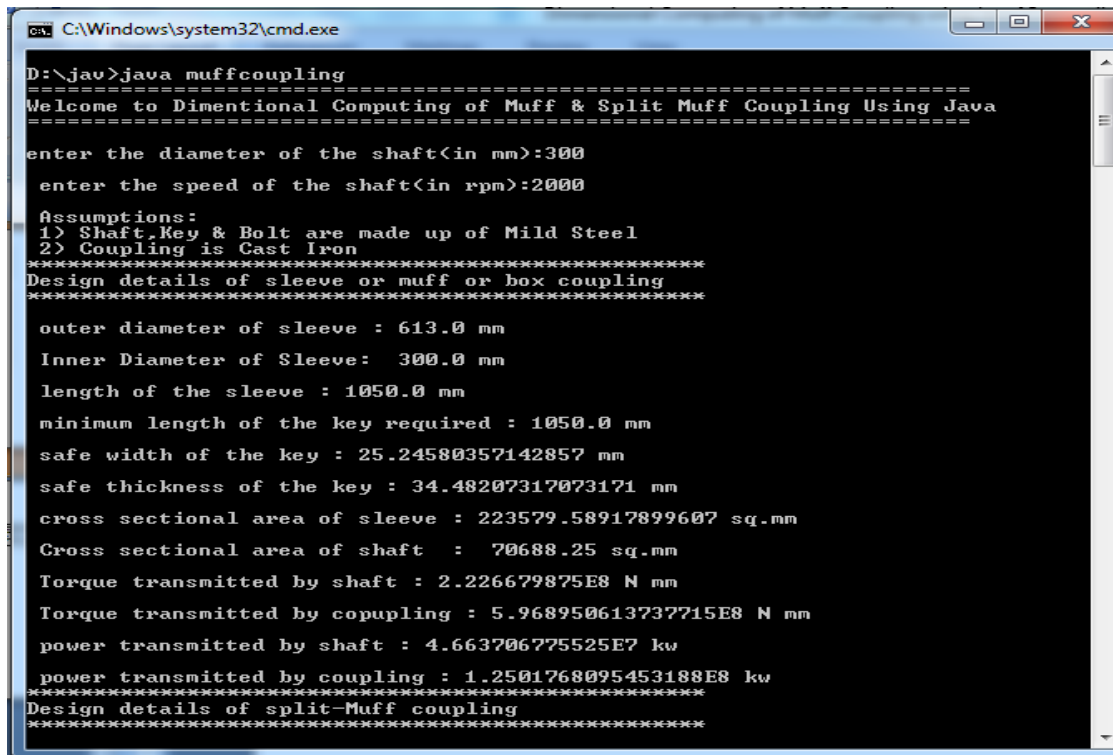 C:\Windows\system32\cmd.exe
D:\jav>java muffcoupling
=========================================================================
Welcome to Dimentional Computing of Muff & Split Muff Coupling Using Java
=========================================================================
enter the diameter of the shaft(in mm):300
enter the speed of the shaft(in rpm):2000
Assumptions:
1) Shaft,Key & Bolt are made up of Mild Steel
2) Coupling is Cast Iron
****************************************************
Design details of sleeve or muff or box coupling
****************************************************
outer diameter of sleeve : 613.0 mm
Inner Diameter of Sleeve:  300.0 mm
length of the sleeve : 1050.0 mm
minimum length of the key required : 1050.0 mm
safe width of the key : 25.24580357142857 mm
safe thickness of the key : 34.48207317073171 mm
cross sectional area of sleeve : 223579.58917899607 sq.mm
Cross sectional area of shaft  :  70688.25 sq.mm
Torque transmitted by shaft : 2.226679875E8 N mm
Torque transmitted by copupling : 5.968950613737715E8 N mm
power transmitted by shaft : 4.663706775525E7 kw
power transmitted by coupling : 1.2501768095453188E8 kw
****************************************************
Design details of split-Muff coupling
****************************************************